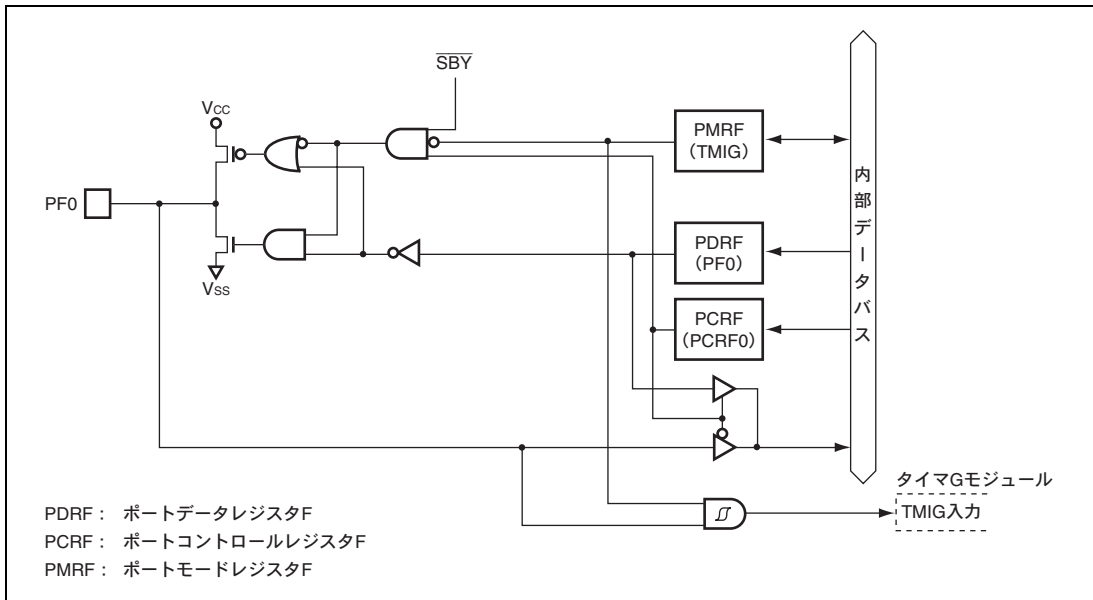 SBY
VCC
PMRF
(TMIG)
内部データバス
PF0
PDRF
(PF0)
VSS
PCRF
(PCRF0)
タイマGモジュール
TMIG入力
PDRF： ポートデータレジスタF
PCRF： ポートコントロールレジスタF
PMRF： ポートモードレジスタF